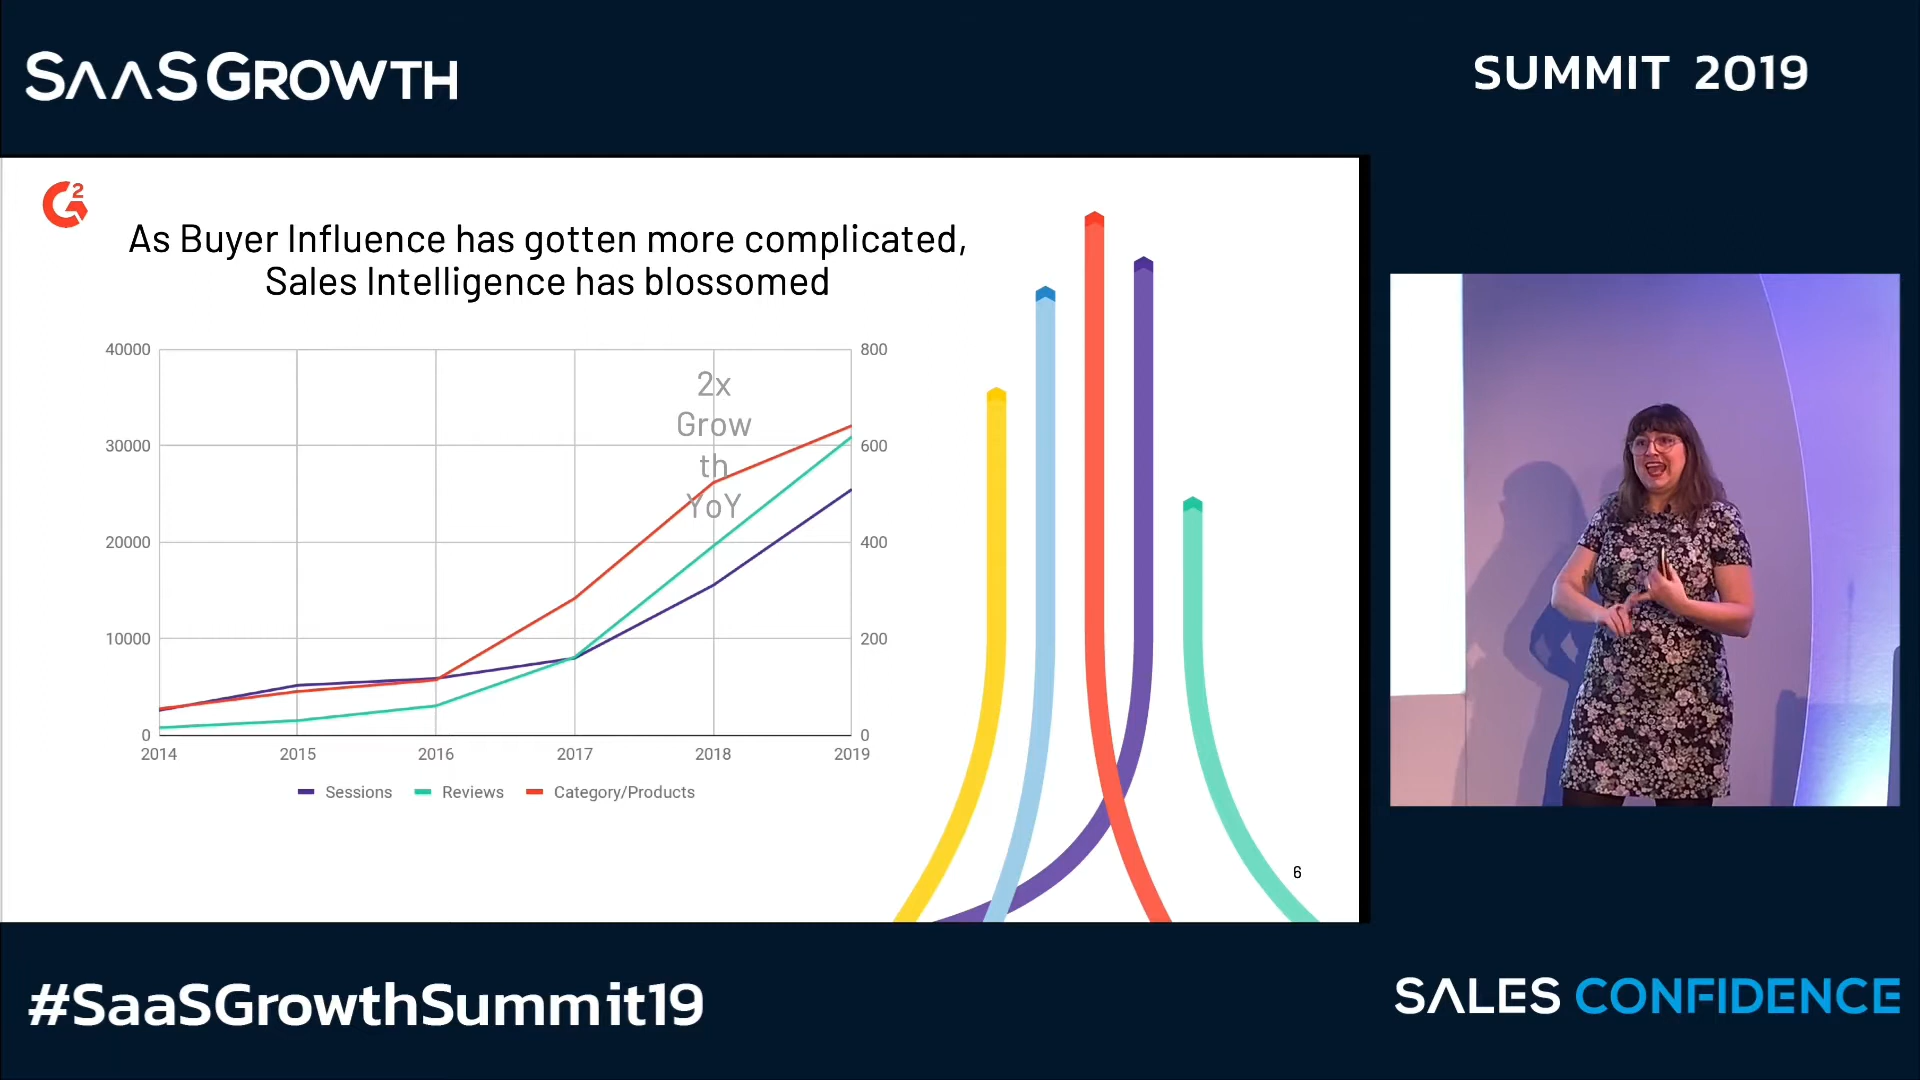 SAAS GROWTH
SUMMIT 2019
G2
As Buyer Influence has gotten more complicated,
Sales Intelligence has blossomed
40000
30000
20000
10000
0
800
600
400
200
0
2x
Grow
th
YoY
2014 2015 2016 2017 2018 2019
Sessions Reviews Category/Products
6
#SaaSGrowthSummit19
SALES CONFIDENCE